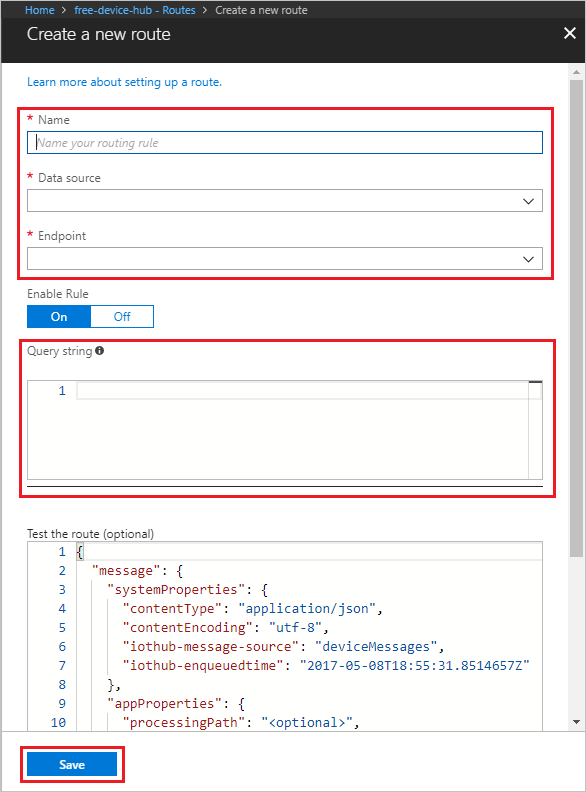 Home > free-device-hub - Routes > Create a new route
Create a new route
Learn more about setting up a route.
* Name
Name your routing rule
* Data source
* Endpoint
Enable Rule
On Off
Query string
1
Test the route (optional)
1 {
2 "message": {
3 "systemProperties": {
4 "contentType": "application/json",
5 "contentEncoding": "utf-8",
6 "iothub-message-source": "deviceMessages",
7 "iothub-enqueuedtime": "2017-05-08T18:55:31.8514657Z"
8 },
9 "appProperties": {
10 "processingPath": "<optional>",
Save